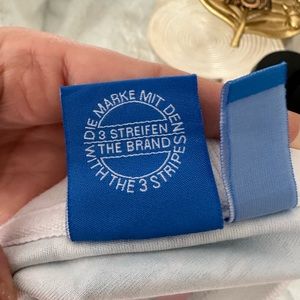 DIE MARKE MIT DEN
3 STREIFEN
THE BRAND
WITH THE 3 STRIPES